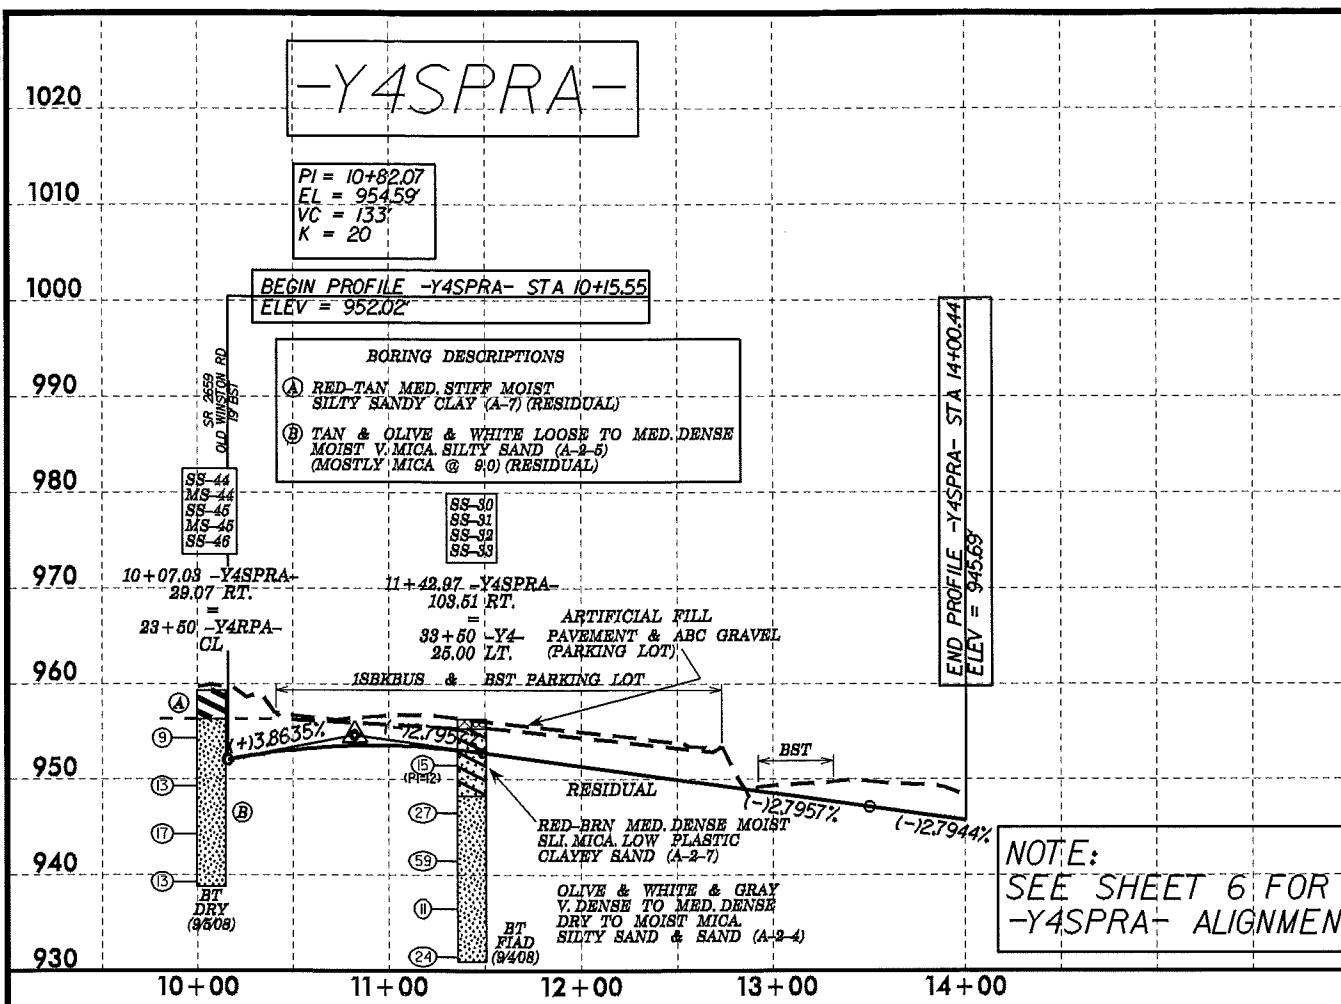 -Y4SPRA-
1020
1010
1000
990
980
970
960
950
940
930
PI = 10+82.07
EL = 954.59'
VC = 133'
K = 20
BEGIN PROFILE -Y4SPRA- STA 10+15.55
ELEV = 952.02'
BORING DESCRIPTIONS
A RED-TAN MED. STIFF MOIST
SILTY SANDY CLAY (A-7) (RESIDUAL)
B TAN & OLIVE & WHITE LOOSE TO MED. DENSE
MOIST V. MICA. SILTY SAND (A-2-5)
(MOSTLY MICA @ 9.0) (RESIDUAL)
SR 2659
OLD WINSTON RD
19' BST
SS-44
MS-44
SS-45
MS-45
SS-46
SS-30
SS-31
SS-32
SS-33
10+07.03 -Y4SPRA-
29.07 RT.
=
23+50 -Y4RPA-
CL
11+42.97 -Y4SPRA-
103.51 RT.
=
33+50 -Y4-
25.00 LT.
ARTIFICIAL FILL
PAVEMENT & ABC GRAVEL
(PARKING LOT)
1SBKBUS & BST PARKING LOT
END PROFILE -Y4SPRA- STA 14+00.44
ELEV = 945.69'
A
9
13
17
13
B
(+)3.8635%
(-)2.7957%
15
(PI=12)
27
59
11
24
BST
RESIDUAL
(-)2.7957%
(-)2.7944%
RED-BRN MED. DENSE MOIST
SLI. MICA. LOW PLASTIC
CLAYEY SAND (A-2-7)
OLIVE & WHITE & GRAY
V. DENSE TO MED. DENSE
DRY TO MOIST MICA.
SILTY SAND & SAND (A-2-4)
BT
DRY
(9/5/08)
BT
FIAD
(9/4/08)
NOTE:
SEE SHEET 6 FOR
-Y4SPRA- ALIGNMEN
10+00
11+00
12+00
13+00
14+00